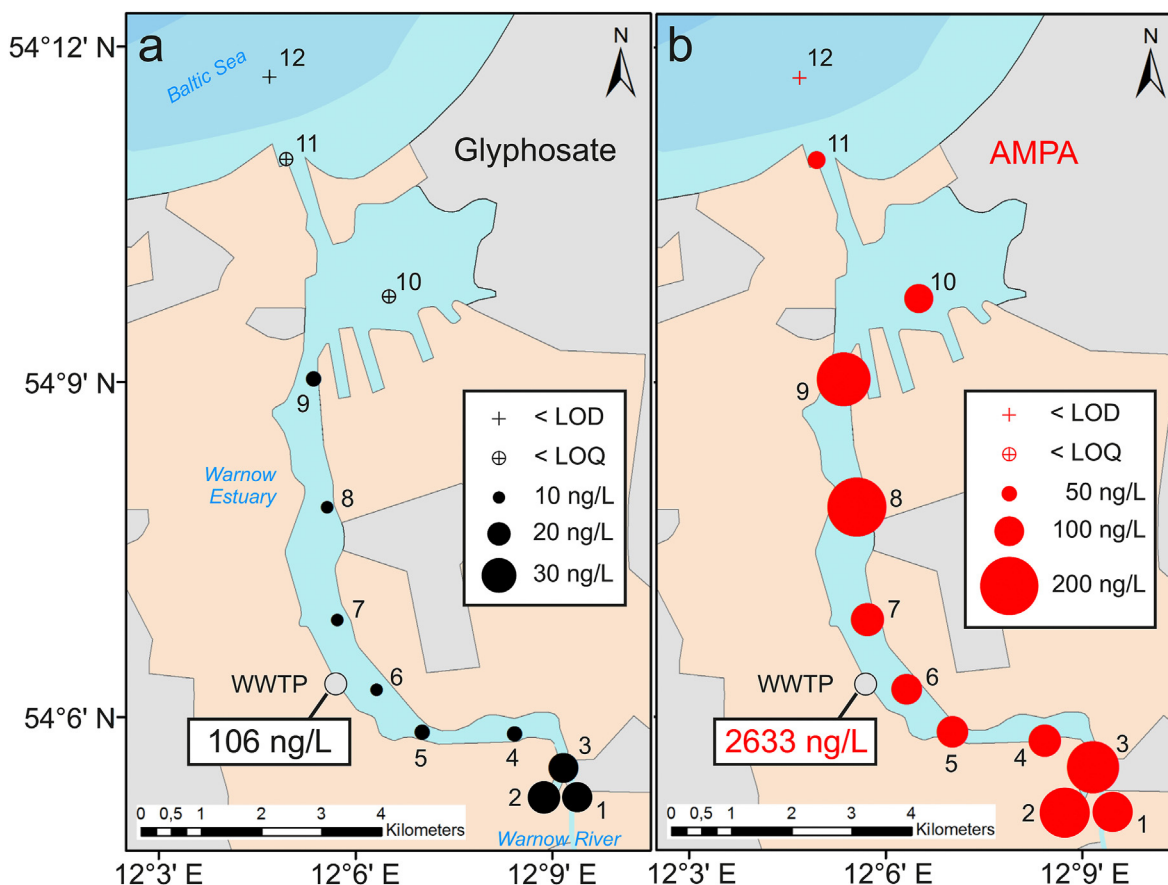 a
12
54°12' N
Baltic Sea
N
11
Glyphosate
10
54°9' N
9
< LOD
< LOQ
10 ng/L
20 ng/L
30 ng/L
Warnow
Estuary
8
7
WWTP
6
54°6' N
106 ng/L
5
4
3
2
1
0 0,5 1 2 3 4
Kilometers
Warnow River
12°3' E
12°6' E
12°9' E
b
12
N
11
AMPA
10
9
< LOD
< LOQ
50 ng/L
100 ng/L
200 ng/L
8
7
WWTP
6
2633 ng/L
5
4
3
2
1
0 0,5 1 2 3 4
Kilometers
12°3' E
12°6' E
12°9' E